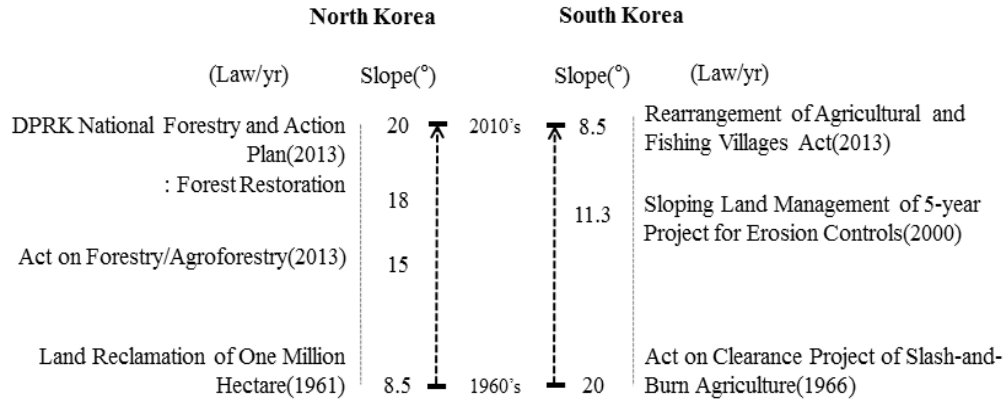 North Korea South Korea
(Law/yr) Slope(°) Slope(°) (Law/yr)
DPRK National Forestry and Action
Plan(2013)
: Forest Restoration
Act on Forestry/Agroforestry(2013)
Land Reclamation of One Million
Hectare(1961)
20
18
15
8.5
2010's
1960's
8.5
11.3
20
Rearrangement of Agricultural and
Fishing Villages Act(2013)
Sloping Land Management of 5-year
Project for Erosion Controls(2000)
Act on Clearance Project of Slash-and-
Burn Agriculture(1966)